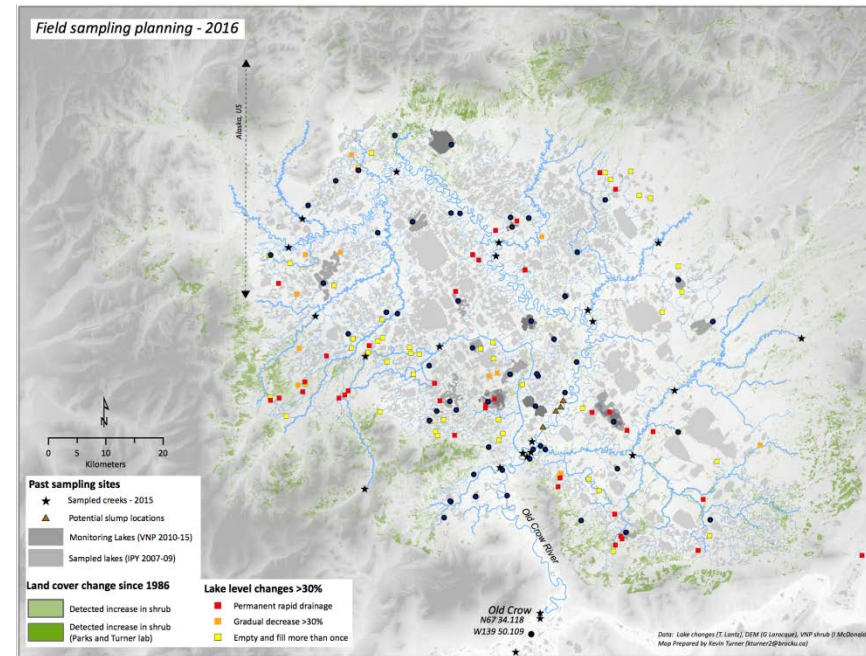 Field sampling planning - 2016
Alaska, US
N
0 5 10 20
Kilometers
Past sampling sites
Sampled creeks - 2015
Potential slump locations
Monitoring Lakes (VNP 2010-15)
Sampled lakes (IPY 2007-09)
Land cover change since 1986
Detected increase in shrub
Detected increase in shrub
(Parks and Turner lab)
Lake level changes >30%
Permanent rapid drainage
Gradual decrease >30%
Empty and fill more than once
Old Crow River
Old Crow
N67 34.118
W139 50.109
Data: Lake changes (T. Lantz), DEM (G Larocque), VNP shrub (I McDonald
Map Prepared by Kevin Turner (kturner2@brocku.ca)